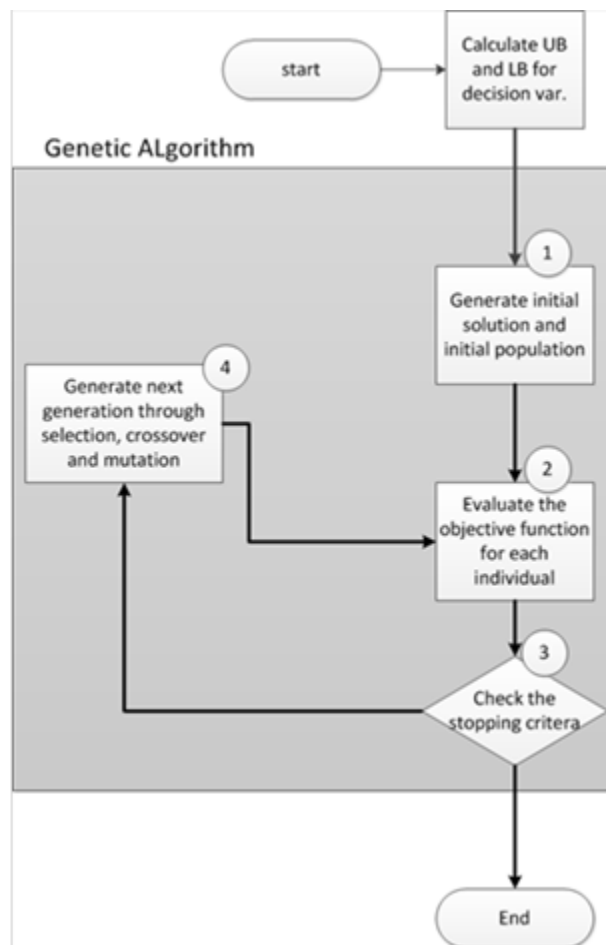 start
Calculate UB
and LB for
decision var.
Genetic ALgorithm
1
Generate initial
solution and
initial population
4
Generate next
generation through
selection, crossover
and mutation
2
Evaluate the
objective function
for each
individual
3
Check the
stopping critera
End